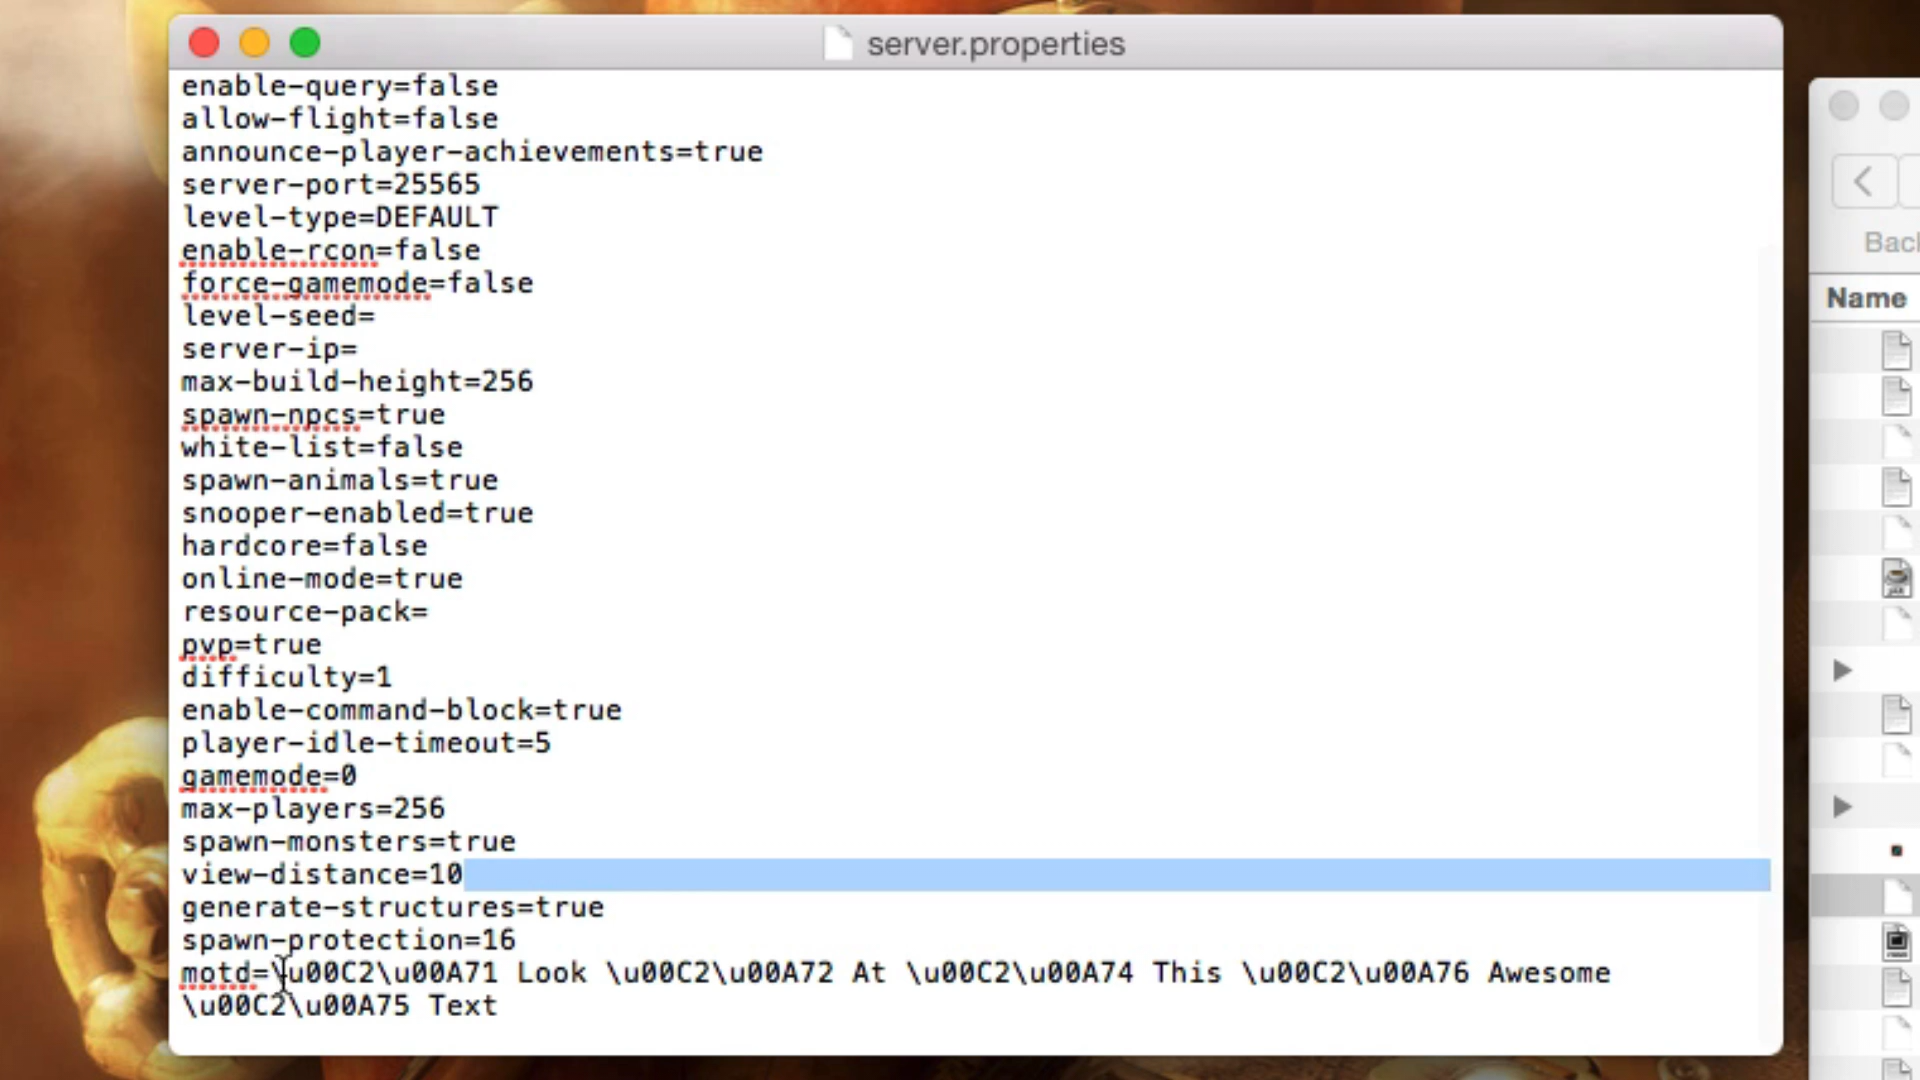 server.properties
enable-query=false
allow-flight=false
announce-player-achievements=true
server-port=25565
level-type=DEFAULT
enable-rcon=false
force-gamemode=false
level-seed=
server-ip=
max-build-height=256
spawn-npcs=true
white-list=false
spawn-animals=true
snooper-enabled=true
hardcore=false
online-mode=true
resource-pack=
pvp=true
difficulty=1
enable-command-block=true
player-idle-timeout=5
gamemode=0
max-players=256
spawn-monsters=true
view-distance=10
generate-structures=true
spawn-protection=16
motd=\u00C2\u00A71 Look \u00C2\u00A72 At \u00C2\u00A74 This \u00C2\u00A76 Awesome
\u00C2\u00A75 Text
Back
Name